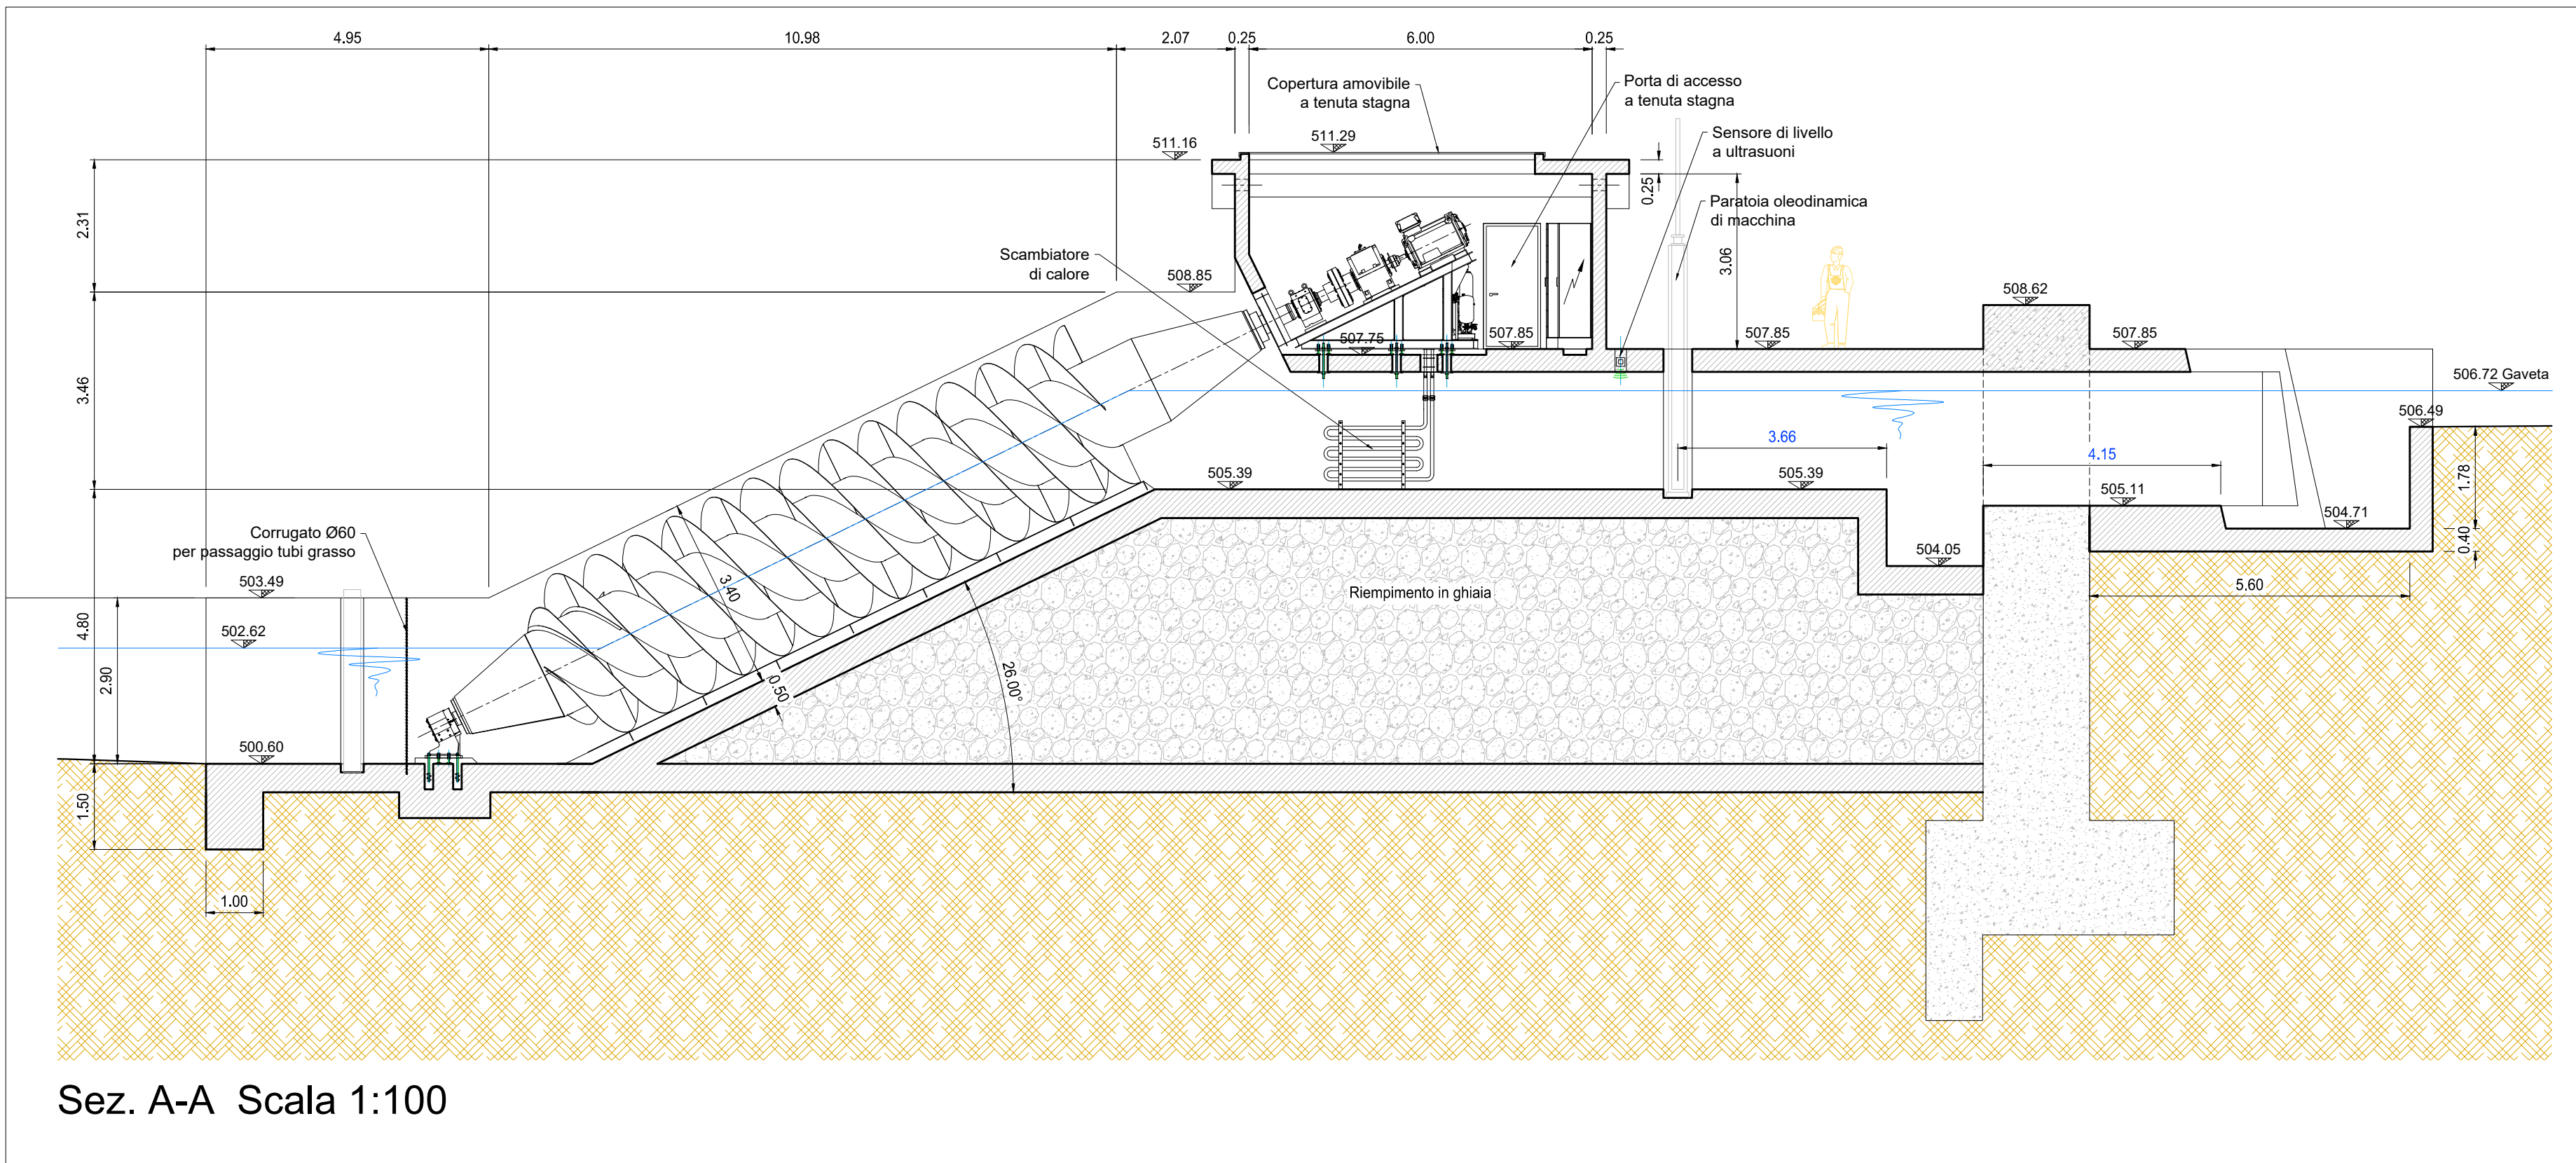 4.95
10.98
2.07
0.25
6.00
0.25
Copertura amovibile
a tenuta stagna
Porta di accesso
a tenuta stagna
Sensore di livello
a ultrasuoni
511.16
511.29
0.25
Paratoia oleodinamica
di macchina
2.31
3.06
Scambiatore
di calore
508.85
508.62
507.75
507.85
507.85
507.85
506.72 Gaveta
506.49
3.46
3.66
4.15
1.78
505.39
505.39
505.11
504.71
0.40
Corrugato Ø60
per passaggio tubi grasso
504.05
503.49
3.40
Riempimento in ghiaia
5.60
4.80
502.62
2.90
0.50
26.00°
500.60
1.50
1.00
Sez. A-A Scala 1:100